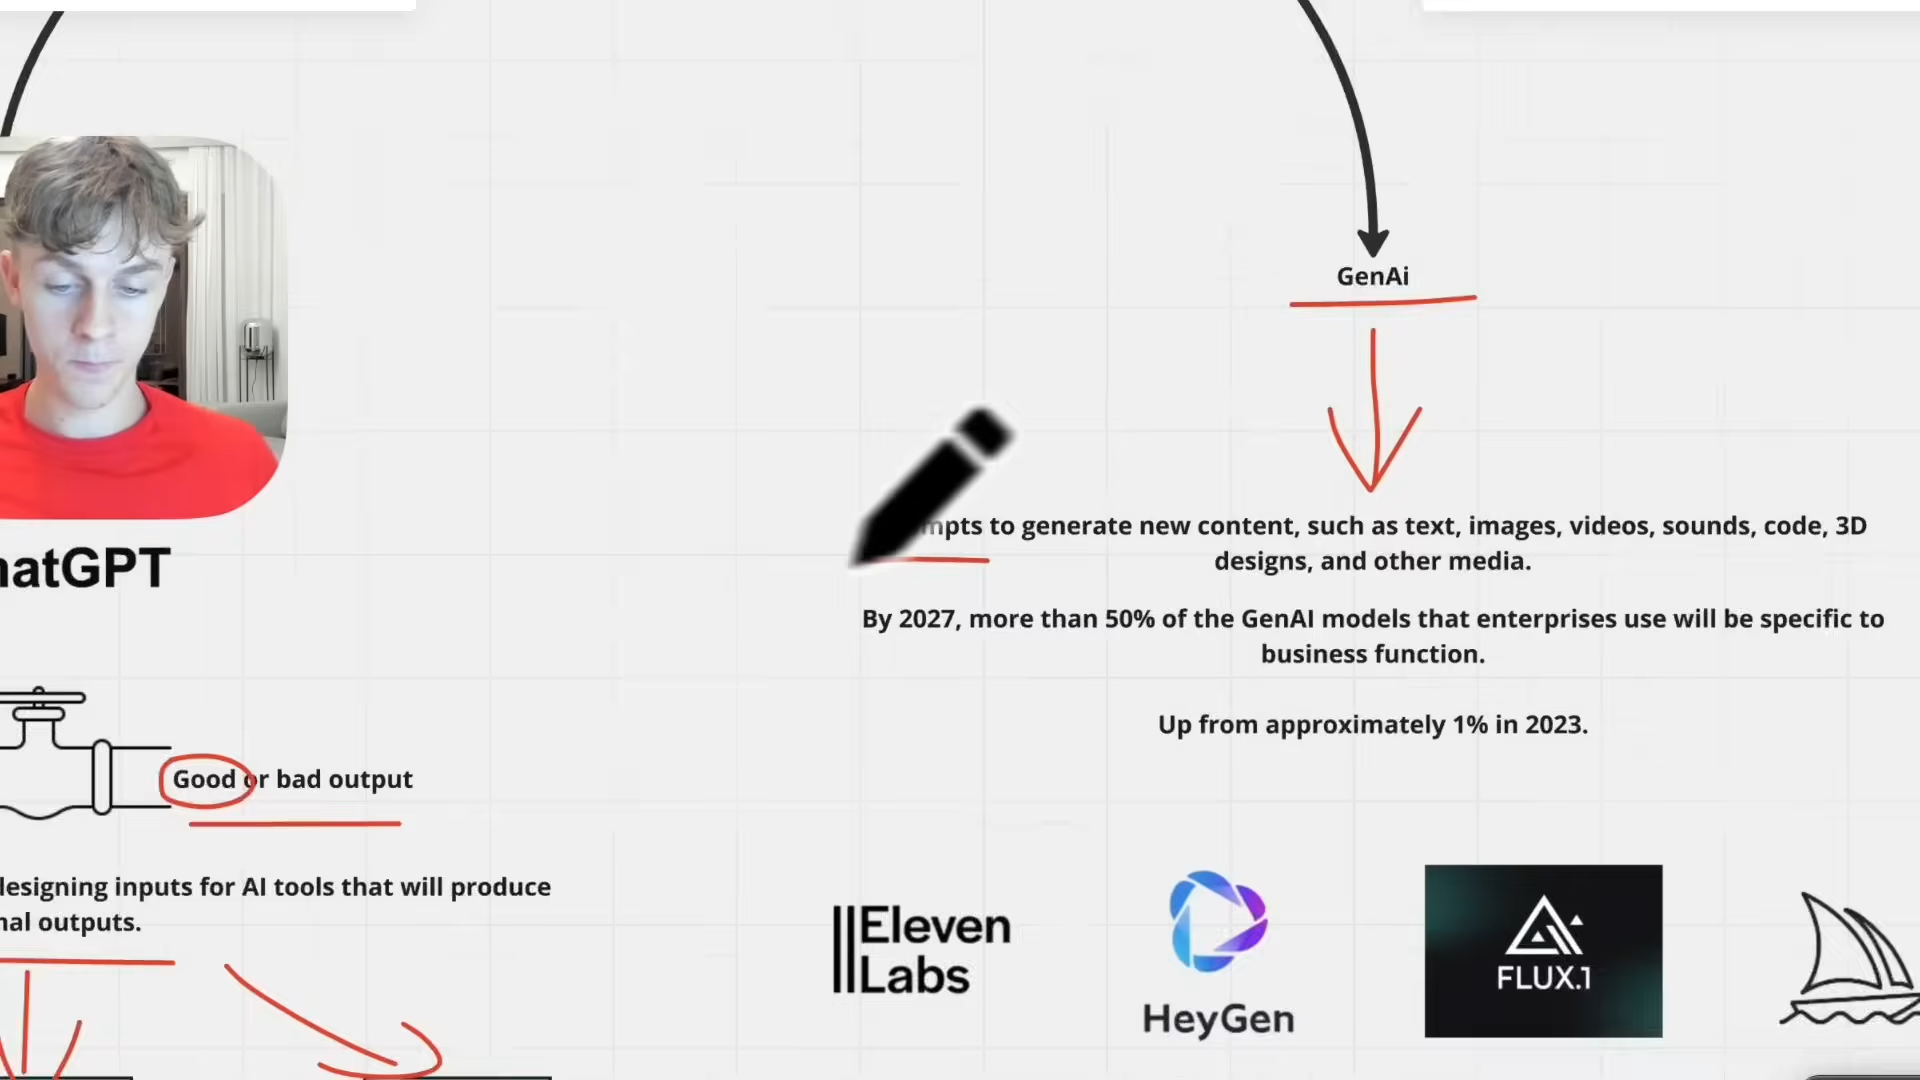 GenAi
mpts to generate new content, such as text, images, videos, sounds, code, 3D
designs, and other media.
hatGPT
By 2027, more than 50% of the GenAI models that enterprises use will be specific to
business function.
Up from approximately 1% in 2023.
Good or bad output
designing inputs for AI tools that will produce
nal outputs.
Eleven
Labs
HeyGen
FLUX.1